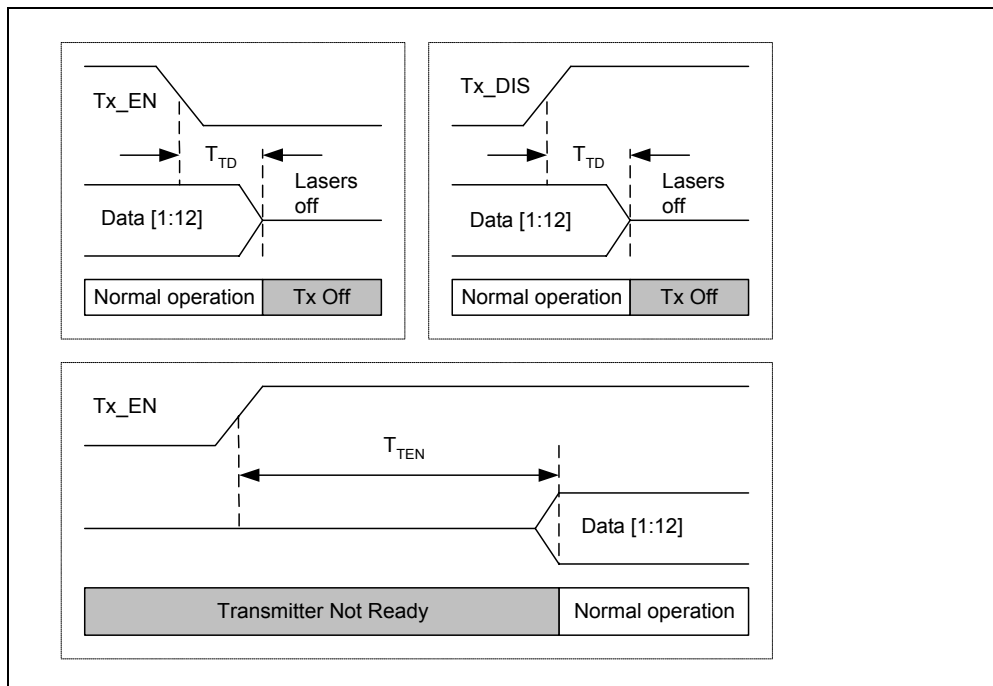 Tx_EN
T_TD
Lasers
off
Data [1:12]
Normal operation
Tx Off
Tx_DIS
T_TD
Lasers
off
Data [1:12]
Normal operation
Tx Off
Tx_EN
T_TEN
Data [1:12]
Transmitter Not Ready
Normal operation